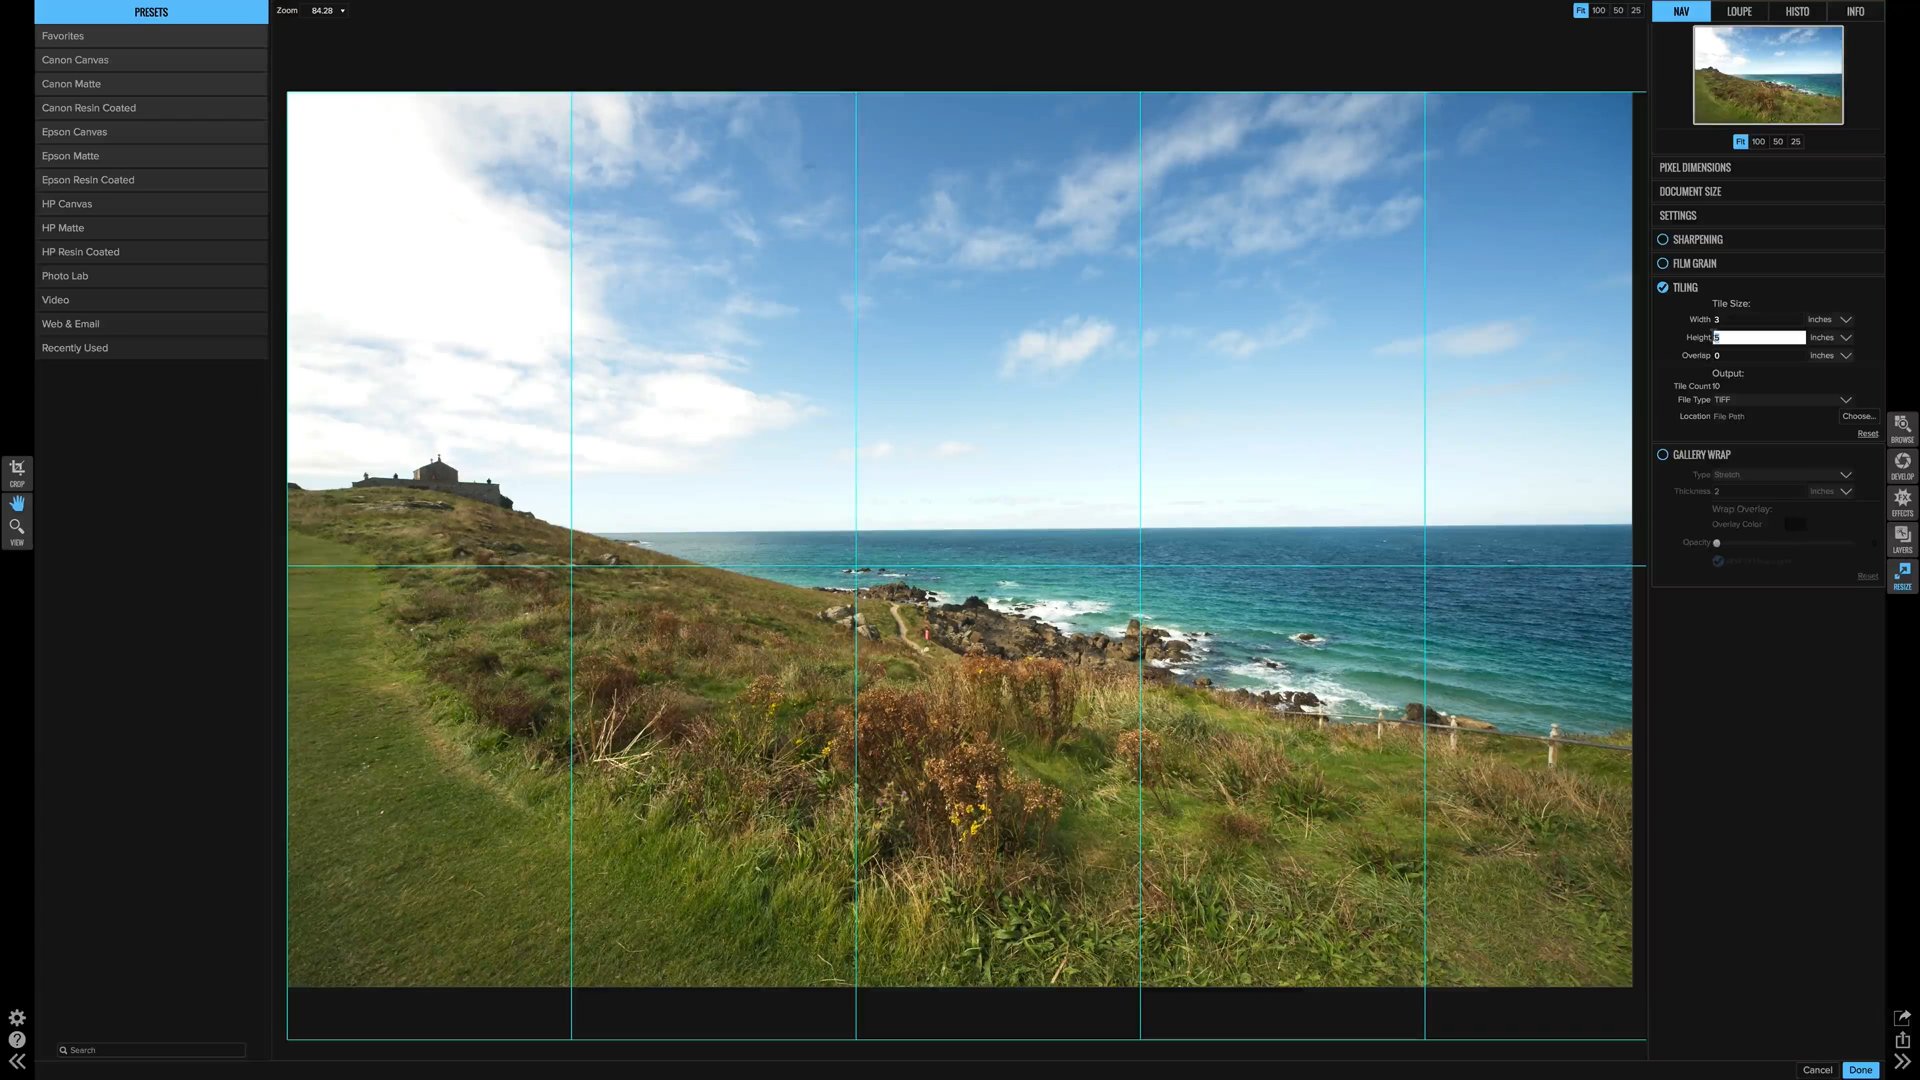 PRESETS
Favorites
Canon Canvas
Canon Matte
Canon Resin Coated
Epson Canvas
Epson Matte
Epson Resin Coated
HP Canvas
HP Matte
HP Resin Coated
Photo Lab
Video
Web & Email
Recently Used
Search
CROP
VIEW
Zoom 84.28
Fit 100 50 25
NAV LOUPE HISTO INFO
Fit 100 50 25
PIXEL DIMENSIONS
DOCUMENT SIZE
SETTINGS
SHARPENING
FILM GRAIN
TILING
Tile Size:
Width 3 Inches
Height 5 Inches
Overlap 0 Inches
Output:
Tile Count 10
File Type TIFF
Location File Path Choose...
Reset
GALLERY WRAP
Type Stretch
Thickness 2 Inches
Wrap Overlay:
Overlay Color
Opacity
Reset
BROWSE
DEVELOP
EFFECTS
LAYERS
RESIZE
Cancel Done